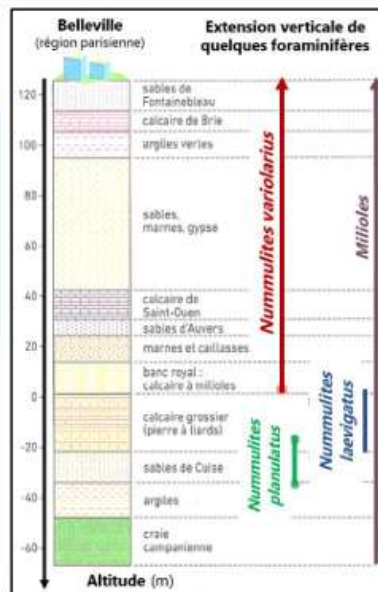 Belleville
(région parisienne)
Extension verticale de
quelques foraminifères
120
100
80
60
40
20
0
-20
-40
-60
sables de
Fontainebleau
calcaire de Brie
argiles vertes
sables,
marnes, gypse
calcaire de
Saint-Ouen
sables d'Auvers
marnes et caillasses
banc royal :
calcaire à milioles
calcaire grossier
(pierre à liards)
sables de Cuise
argiles
craie
campanienne
Nummulites variolarius
Milioles
Nummulites
planulatus
Nummulites
laevigatus
Altitude (m)